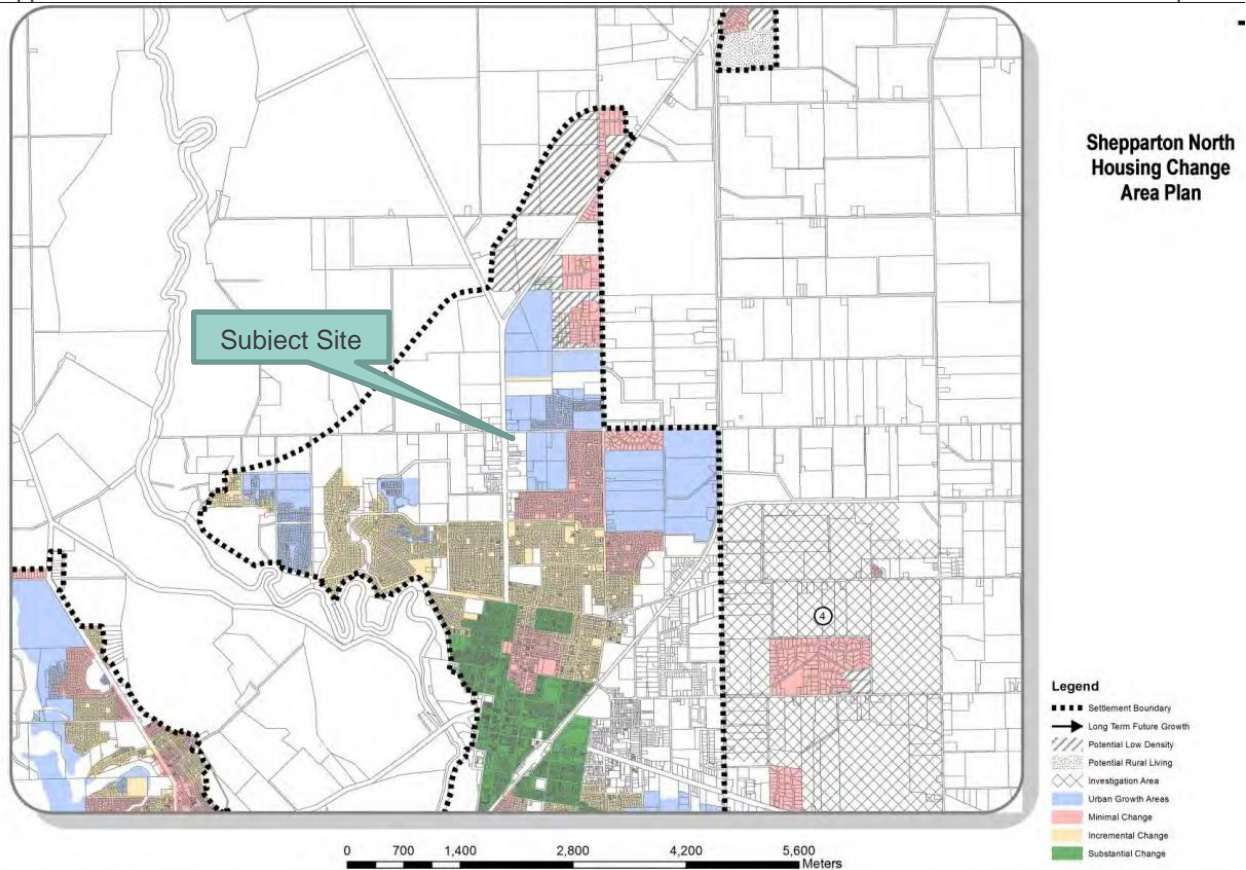 Shepparton North
Housing Change
Area Plan
Subiect Site
4
Legend
Settlement Boundary
Long Term Future Growth
Potential Low Density
Potential Rural Living
Investigation Area
Urban Growth Areas
Minimal Change
Incremental Change
Substantial Change
0 700 1,400 2,800 4,200 5,600
Meters